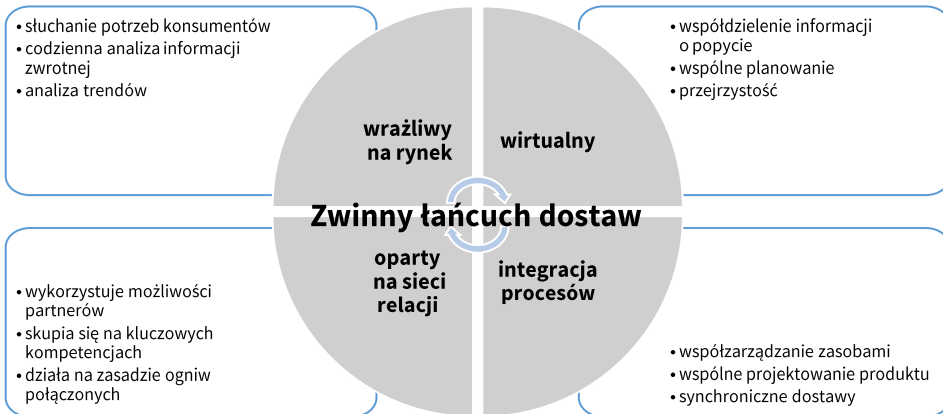 • słuchanie potrzeb konsumentów
• codzienna analiza informacji
zwrotnej
• analiza trendów
• współdzielenie informacji
o popycie
• wspólne planowanie
• przejrzystość
wrażliwy
na rynek
wirtualny
Zwinny łańcuch dostaw
oparty
na sieci
relacji
integracja
procesów
• wykorzystuje możliwości
partnerów
• skupia się na kluczowych
kompetencjach
• działa na zasadzie ogniw
połączonych
• współzarządzanie zasobami
• wspólne projektowanie produktu
• synchroniczne dostawy